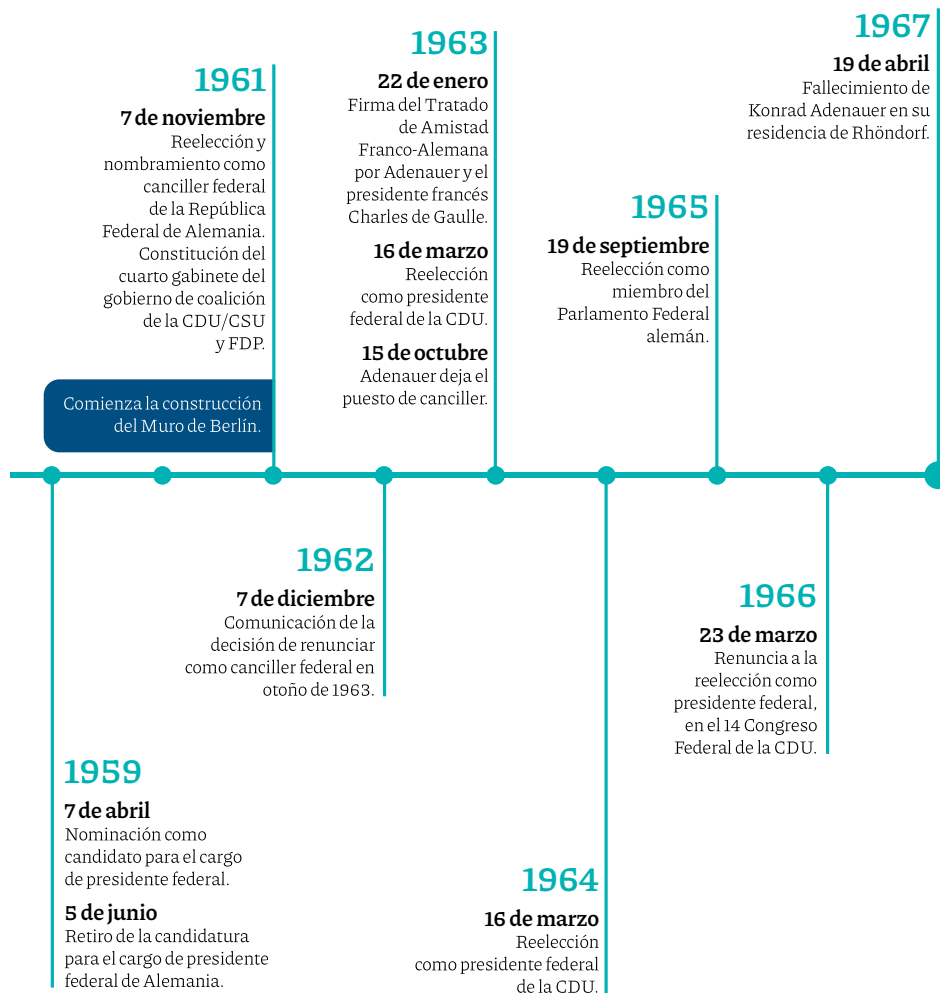 1959
7 de abril
Nominación como
candidato para el cargo
de presidente federal.
5 de junio
Retiro de la candidatura
para el cargo de presidente
federal de Alemania.
1961
7 de noviembre
Reelección y
nombramiento como
canciller federal
de la República
Federal de Alemania.
Constitución del
cuarto gabinete del
gobierno de coalición
de la CDU/CSU
y FDP.
Comienza la construcción
del Muro de Berlín.
1962
7 de diciembre
Comunicación de la
decisión de renunciar
como canciller federal en
otoño de 1963.
1963
22 de enero
Firma del Tratado
de Amistad
Franco-Alemana
por Adenauer y el
presidente francés
Charles de Gaulle.
16 de marzo
Reelección
como presidente
federal de la CDU.
15 de octubre
Adenauer deja el
puesto de canciller.
1964
16 de marzo
Reelección
como presidente federal
de la CDU.
1965
19 de septiembre
Reelección como
miembro del
Parlamento Federal
alemán.
1966
23 de marzo
Renuncia a la
reelección como
presidente federal,
en el 14 Congreso
Federal de la CDU.
1967
19 de abril
Fallecimiento de
Konrad Adenauer en su
residencia de Rhöndorf.